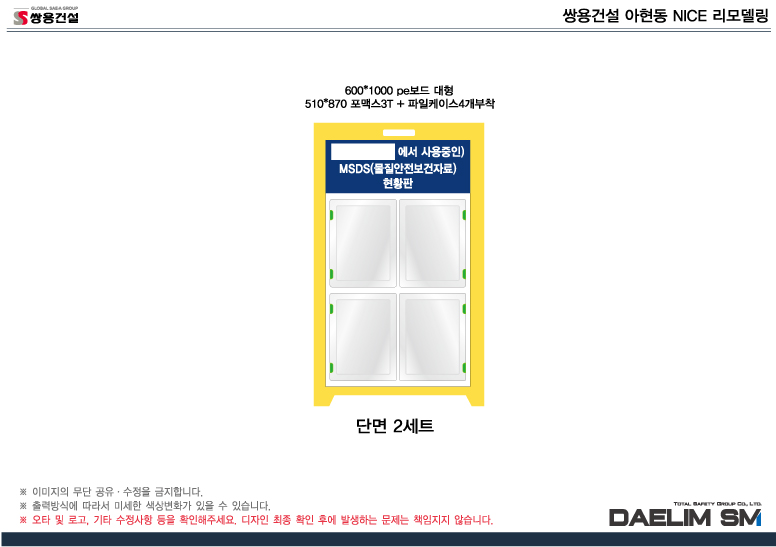 GLOBAL SAE-A GROUP
쌍용건설
쌍용건설 아현동 NICE 리모델링
600*1000 pe보드 대형
510*870 포맥스3T + 파일케이스4개부착
에서 사용중인)
MSDS(물질안전보건자료)
현황판
단면 2세트
※ 이미지의 무단 공유 · 수정을 금지합니다.
※ 출력방식에 따라서 미세한 색상변화가 있을 수 있습니다.
※ 오타 및 로고, 기타 수정사항 등을 확인해주세요. 디자인 최종 확인 후에 발생하는 문제는 책임지지 않습니다.
TOTAL SAFETY GROUP CO., LTD.
DAELIM SM